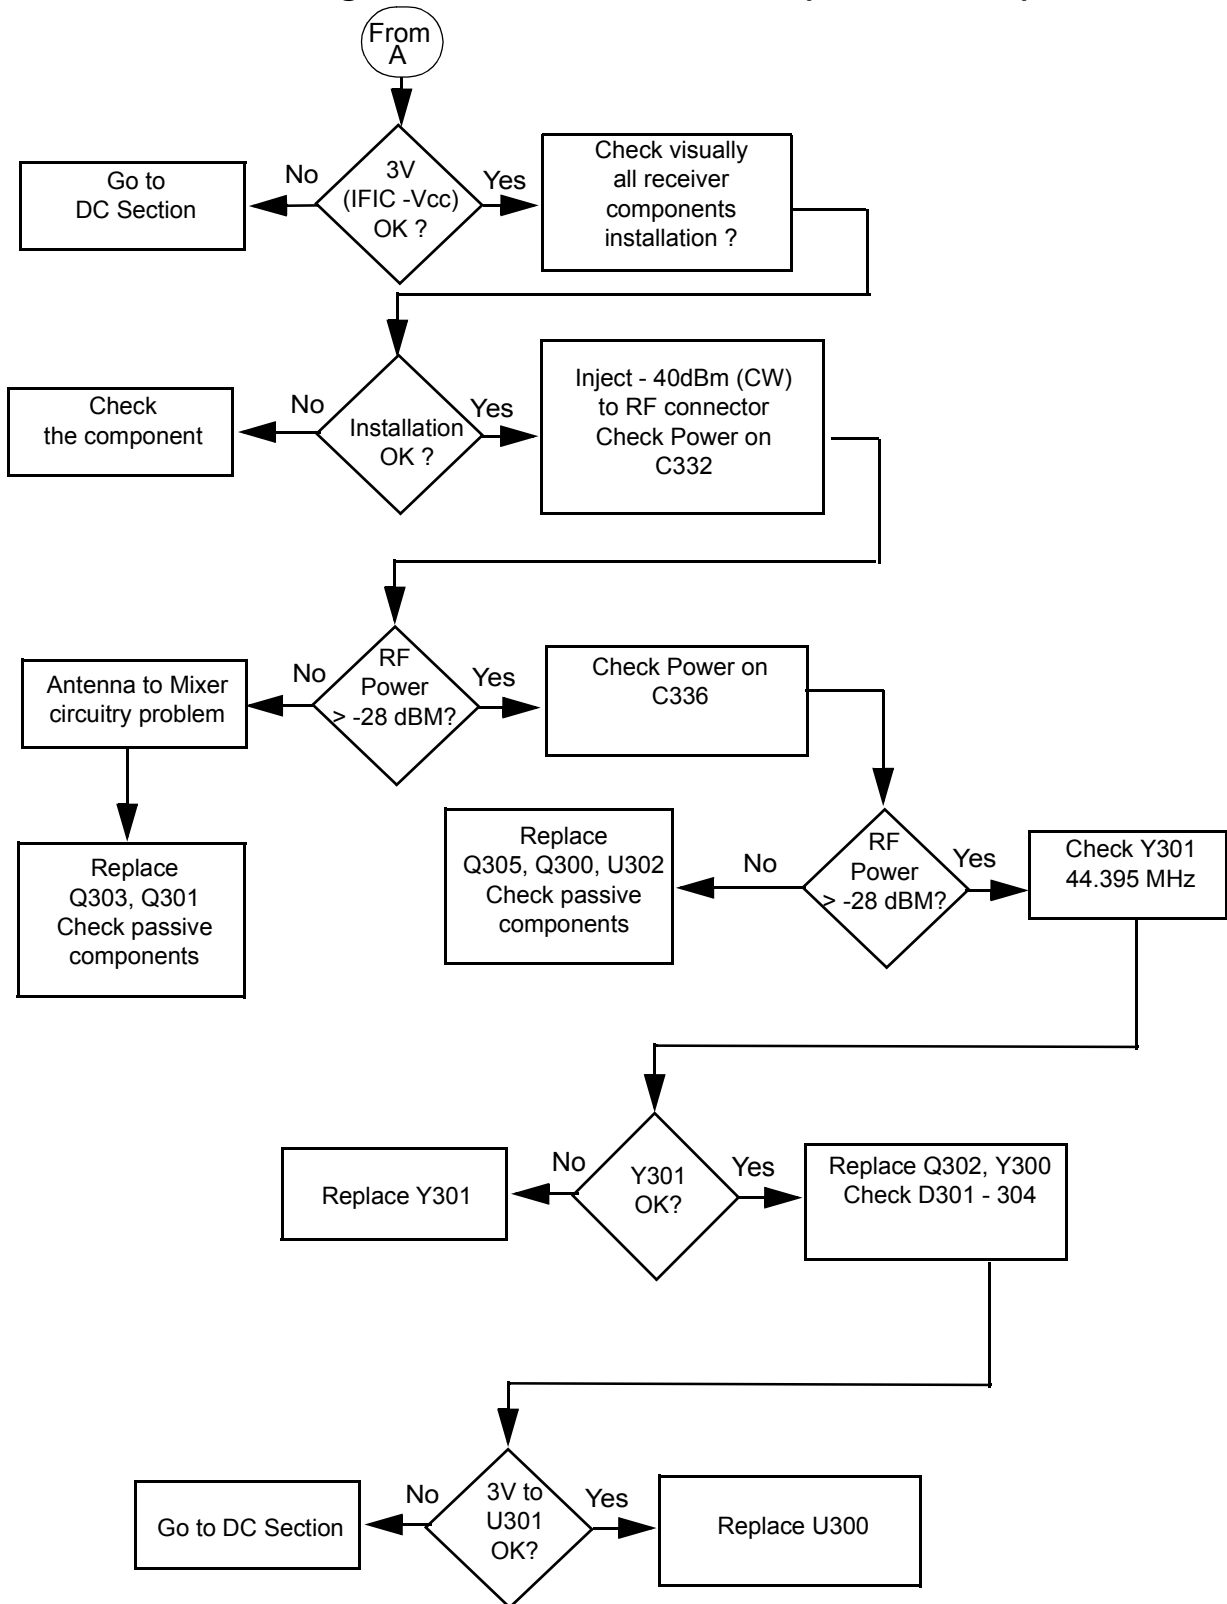 From
A
No
3V
(IFIC -Vcc)
OK ?
Yes
Go to
DC Section
Check visually
all receiver
components
installation ?
No
Installation
OK ?
Yes
Check
the component
Inject - 40dBm (CW)
to RF connector
Check Power on
C332
No
RF
Power
> -28 dBM?
Yes
Antenna to Mixer
circuitry problem
Check Power on
C336
Replace
Q303, Q301
Check passive
components
Replace
Q305, Q300, U302
Check passive
components
No
RF
Power
> -28 dBM?
Yes
Check Y301
44.395 MHz
Replace Y301
No
Y301
OK?
Yes
Replace Q302, Y300
Check D301 - 304
Go to DC Section
No
3V to
U301
OK?
Yes
Replace U300